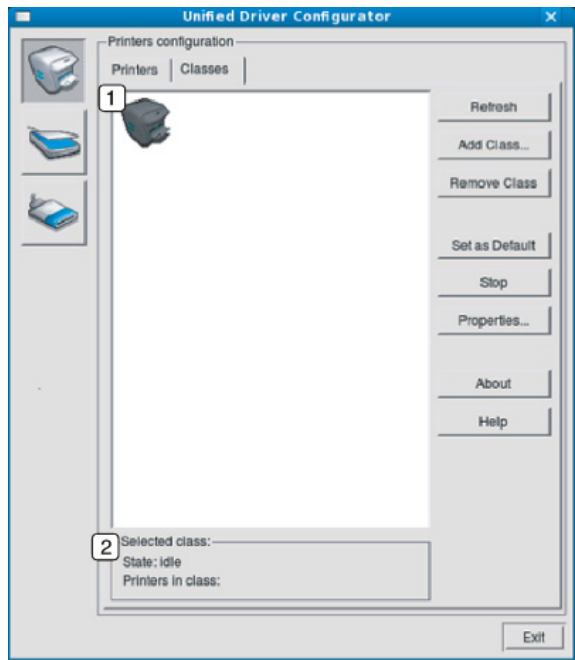 Unified Driver Configurator
Printers configuration
Printers Classes
1
Refresh
Add Class...
Remove Class
Set as Default
Stop
Properties...
About
Help
2
Selected class:
State: idle
Printers in class:
Exit